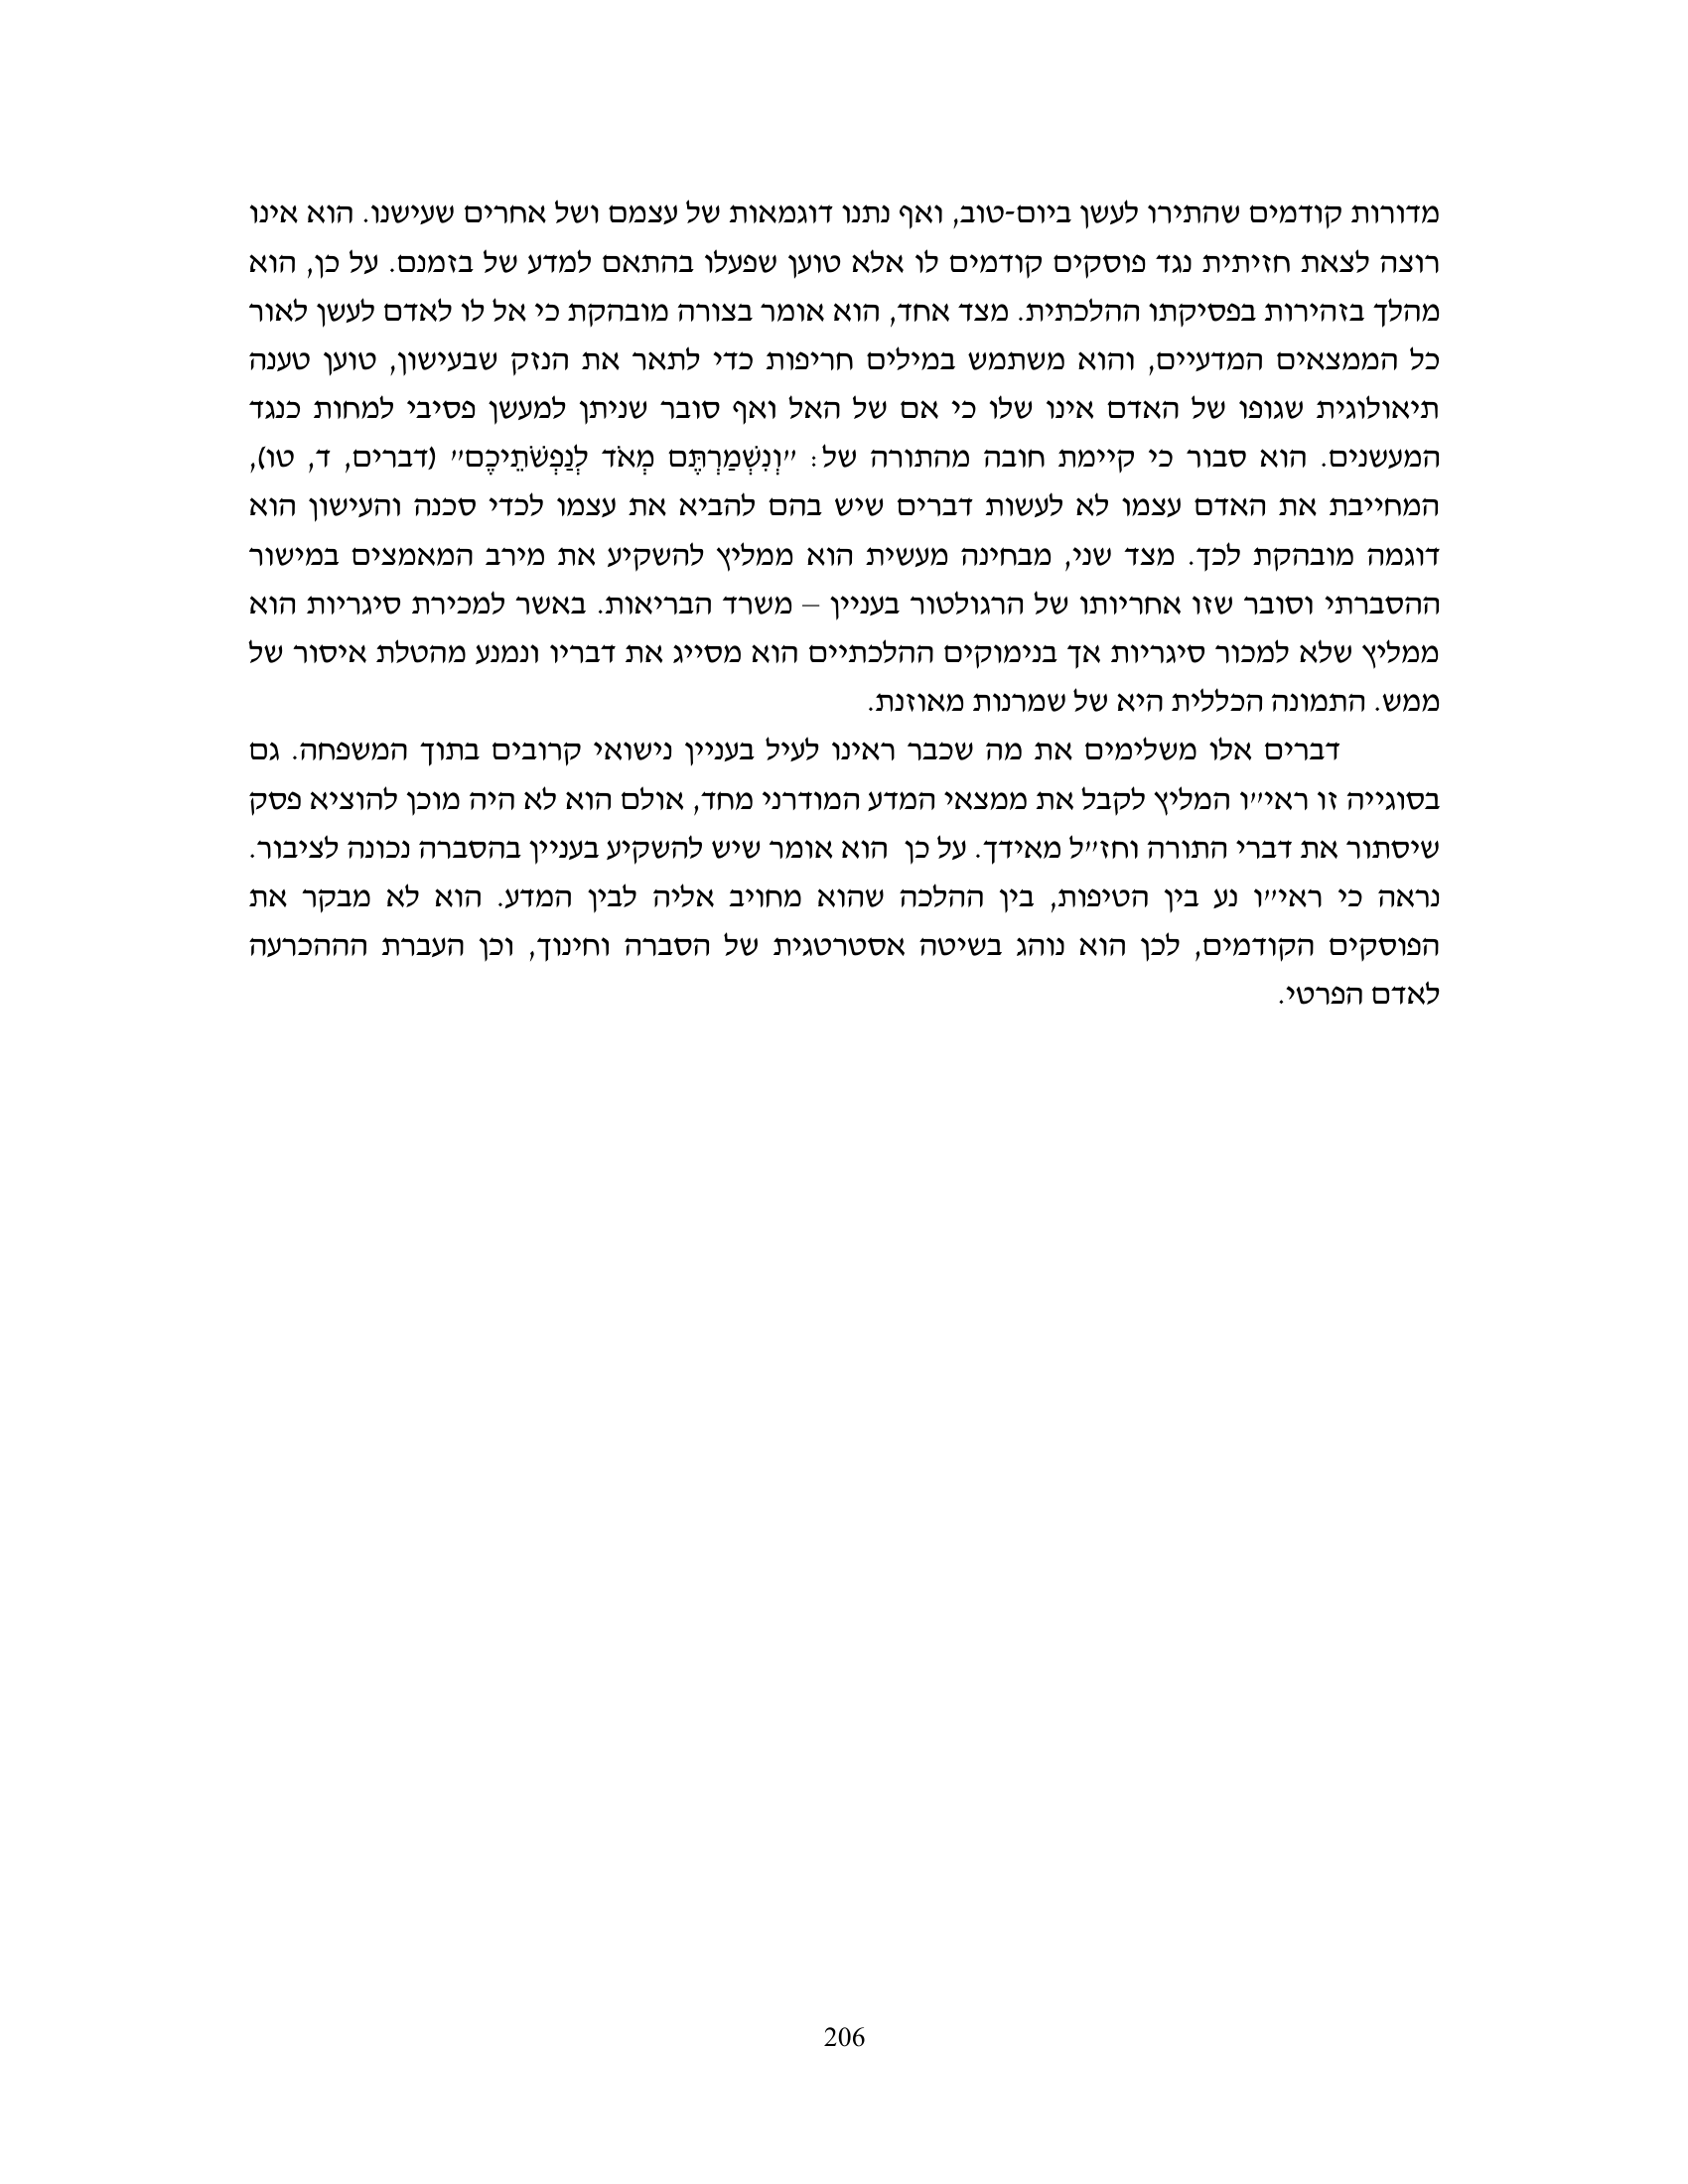 מדורות קודמים שהתירו לעשן ביום-טוב, ואף נתנו דוגמאות של עצמם ושל אחרים שעישנו. הוא אינו
רוצה לצאת חזיתית נגד פוסקים קודמים לו אלא טוען שפעלו בהתאם למדע של בזמנם. על כן, הוא
מהלך בזהירות בפסיקתו ההלכתית. מצד אחד, הוא אומר בצורה מובהקת כי אל לו לאדם לעשן לאור
כל הממצאים המדעיים, והוא משתמש במילים חריפות כדי לתאר את הנזק שבעישון, טוען טענה
תיאולוגית שגופו של האדם אינו שלו כי אם של האל ואף סובר שניתן למעשן פסיבי למחות כנגד
המעשנים. הוא סבור כי קיימת חובה מהתורה של: "וְנִשְׁמַרְתֶּם מְאֹד לְנַפְשֹׁתֵיכֶם" (דברים, ד, טו),
המחייבת את האדם עצמו לא לעשות דברים שיש בהם להביא את עצמו לכדי סכנה והעישון הוא
דוגמה מובהקת לכך. מצד שני, מבחינה מעשית הוא ממליץ להשקיע את מירב המאמצים במישור
ההסברתי וסובר שזו אחריותו של הרגולטור בעניין – משרד הבריאות. באשר למכירת סיגריות הוא
ממליץ שלא למכור סיגריות אך בנימוקים ההלכתיים הוא מסייג את דבריו ונמנע מהטלת איסור של
ממש. התמונה הכללית היא של שמרנות מאוזנת.
דברים אלו משלימים את מה שכבר ראינו לעיל בעניין נישואי קרובים בתוך המשפחה. גם
בסוגייה זו ראי"ו המליץ לקבל את ממצאי המדע המודרני מחד, אולם הוא לא היה מוכן להוציא פסק
שיסתור את דברי התורה וחז"ל מאידך. על כן  הוא אומר שיש להשקיע בעניין בהסברה נכונה לציבור.
נראה כי ראי"ו נע בין הטיפות, בין ההלכה שהוא מחויב אליה לבין המדע. הוא לא מבקר את
הפוסקים הקודמים, לכן הוא נוהג בשיטה אסטרטגית של הסברה וחינוך, וכן העברת הההכרעה
לאדם הפרטי.
206